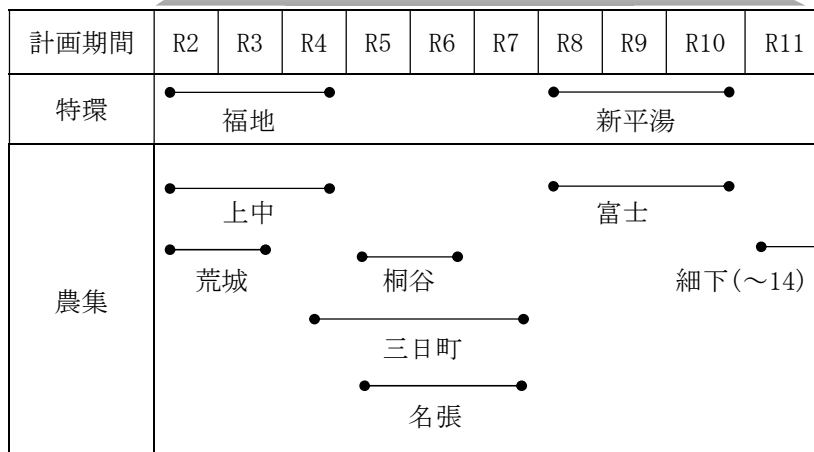 計画期間 R2 R3 R4 R5 R6 R7 R8 R9 R10 R11
特環
福地 新平湯
農集
上中 富士
荒城 桐谷 細下(～14)
三日町
名張